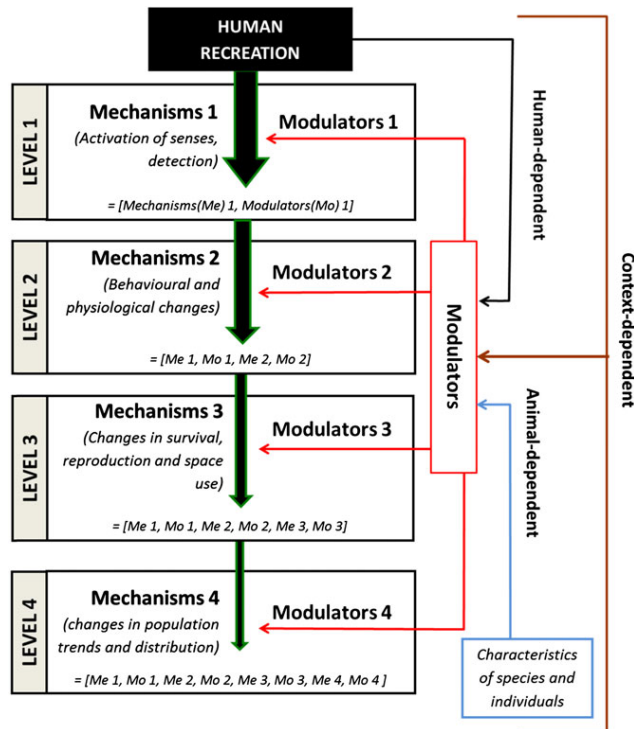 HUMAN
RECREATION
LEVEL 1
Mechanisms 1
(Activation of senses,
detection)
Modulators 1
= [Mechanisms(Me) 1, Modulators(Mo) 1]
LEVEL 2
Mechanisms 2
(Behavioural and
physiological changes)
Modulators 2
= [Me 1, Mo 1, Me 2, Mo 2]
LEVEL 3
Mechanisms 3
(Changes in survival,
reproduction and space
use)
Modulators 3
= [Me 1, Mo 1, Me 2, Mo 2, Me 3, Mo 3]
LEVEL 4
Mechanisms 4
(changes in population
trends and distribution)
Modulators 4
= [Me 1, Mo 1, Me 2, Mo 2, Me 3, Mo 3, Me 4, Mo 4 ]
Modulators
Human-dependent
Animal-dependent
Context-dependent
Characteristics
of species and
individuals